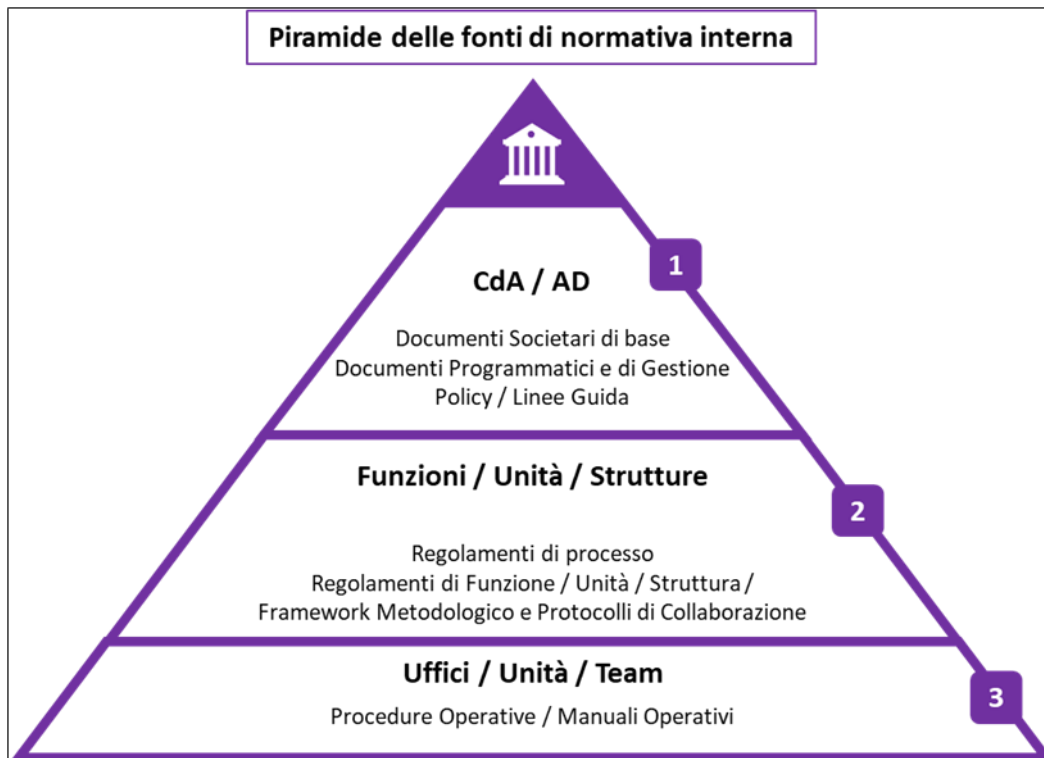 Piramide delle fonti di normativa interna
1
CdA / AD
Documenti Societari di base
Documenti Programmatici e di Gestione
Policy / Linee Guida
Funzioni / Unità / Strutture
2
Regolamenti di processo
Regolamenti di Funzione / Unità / Struttura /
Framework Metodologico e Protocolli di Collaborazione
Uffici / Unità / Team
3
Procedure Operative / Manuali Operativi